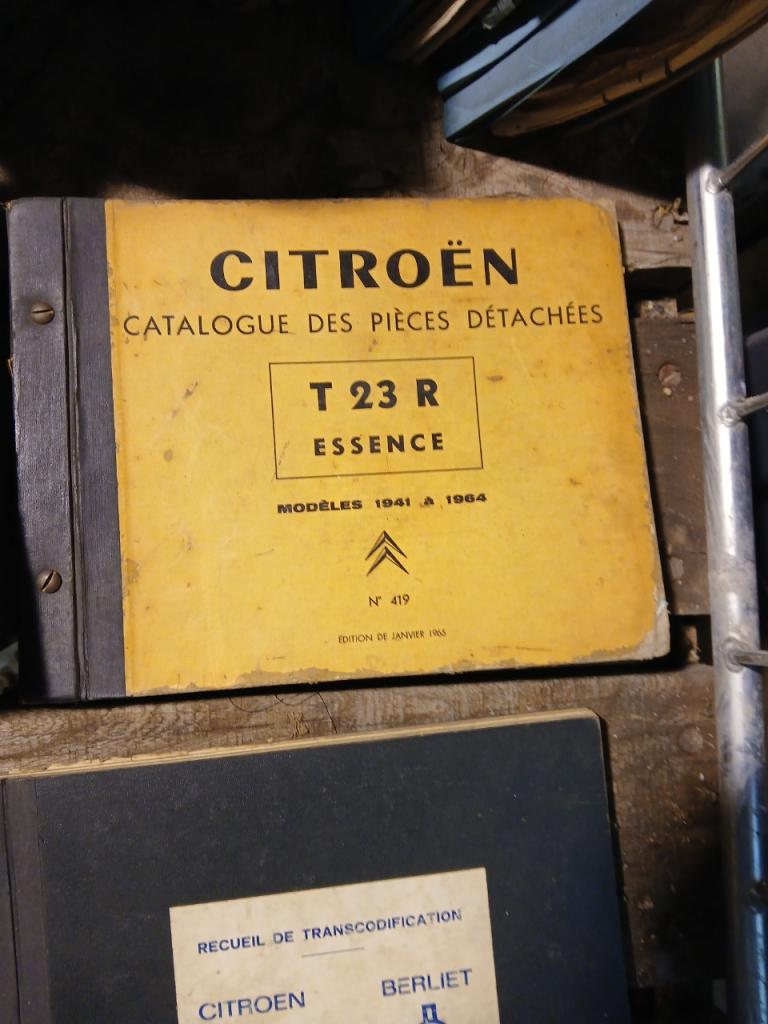 CITROËN
CATALOGUE DES PIÈCES DÉTACHÉES
T 23 R
ESSENCE
MODÈLES 1941 à 1964
N° 419
EDITION DE JANVIER 1965
RECUEIL DE TRANSCODIFICATION
CITROEN BERLIET